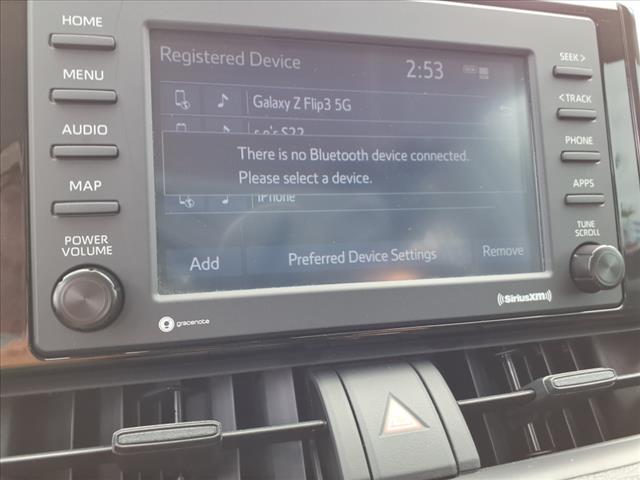 HOME
MENU
AUDIO
MAP
POWER
VOLUME
Registered Device
2:53
Galaxy Z Flip3 5G
S22
There is no Bluetooth device connected.
Please select a device.
iPhone
Add
Preferred Device Settings
Remove
SEEK >
< TRACK
PHONE
APPS
TUNE
SCROLL
gracenote
((SiriusXM))